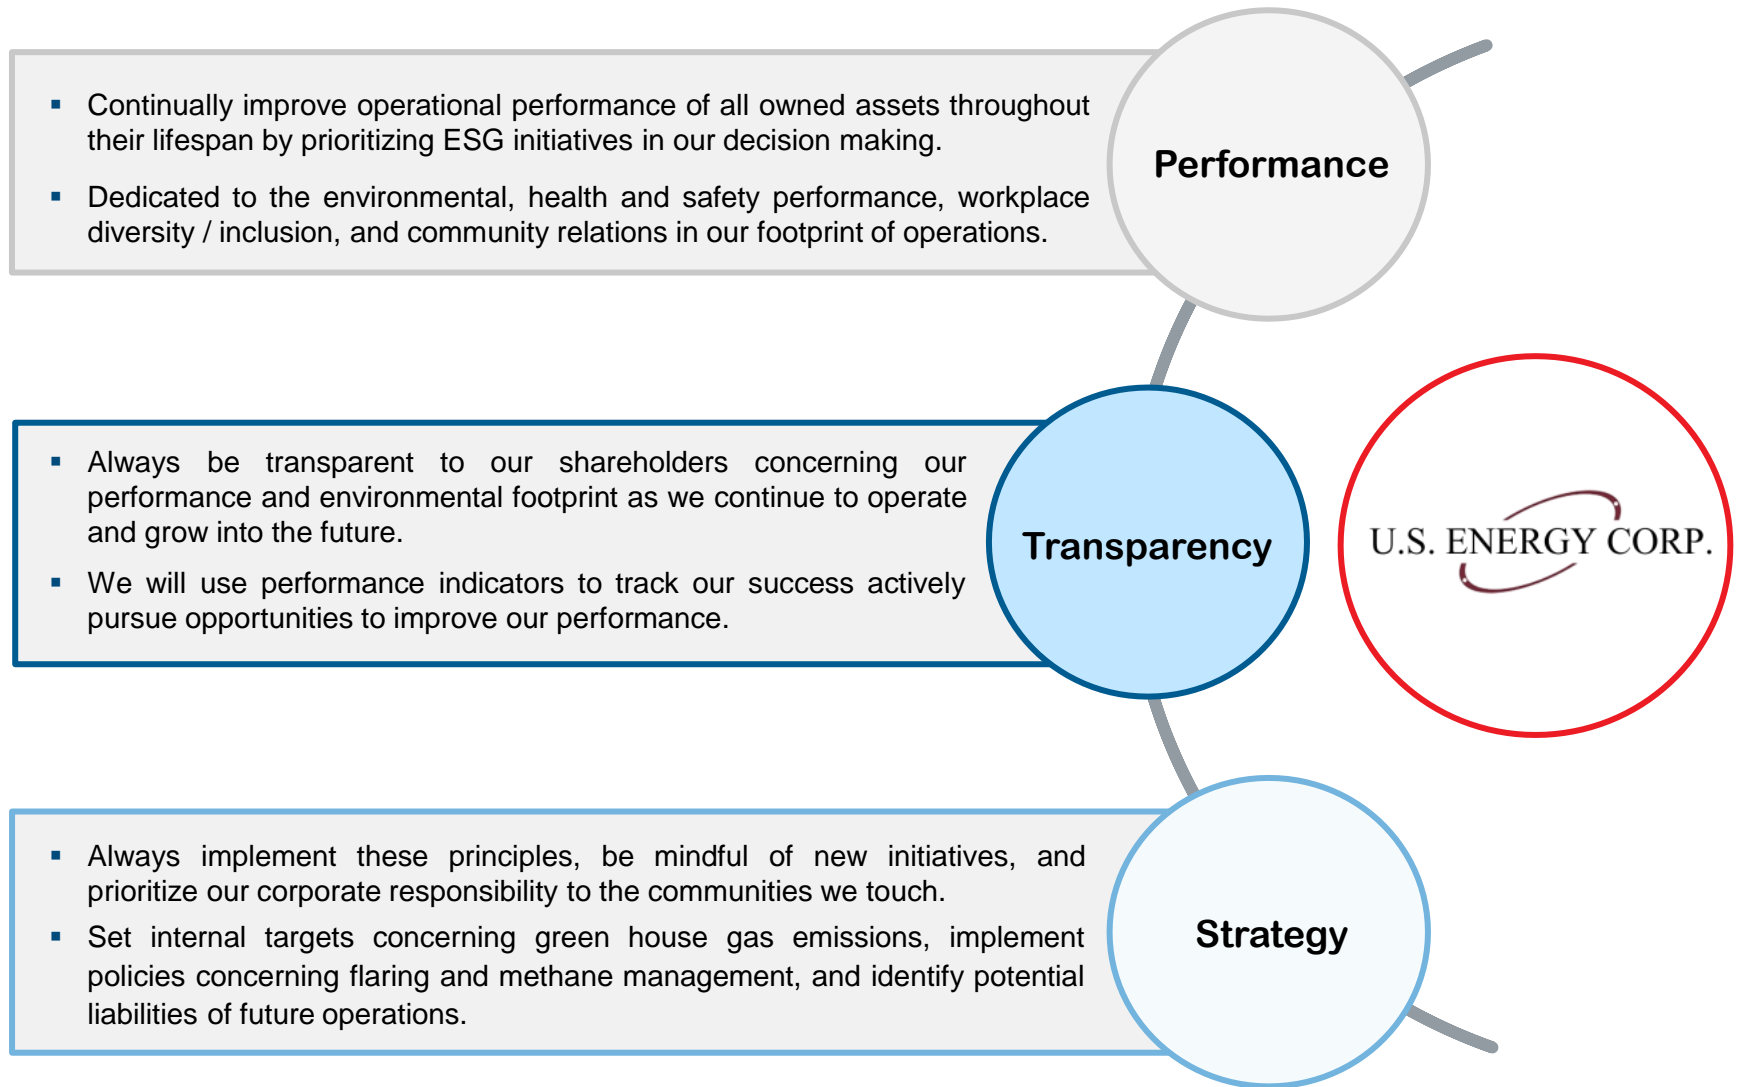 ▪ Continually improve operational performance of all owned assets throughout
their lifespan by prioritizing ESG initiatives in our decision making.
▪ Dedicated to the environmental, health and safety performance, workplace
diversity / inclusion, and community relations in our footprint of operations.
Performance
▪ Always be transparent to our shareholders concerning our
performance and environmental footprint as we continue to operate
and grow into the future.
▪ We will use performance indicators to track our success actively
pursue opportunities to improve our performance.
Transparency
U.S. ENERGY CORP.
▪ Always implement these principles, be mindful of new initiatives, and
prioritize our corporate responsibility to the communities we touch.
▪ Set internal targets concerning green house gas emissions, implement
policies concerning flaring and methane management, and identify potential
liabilities of future operations.
Strategy